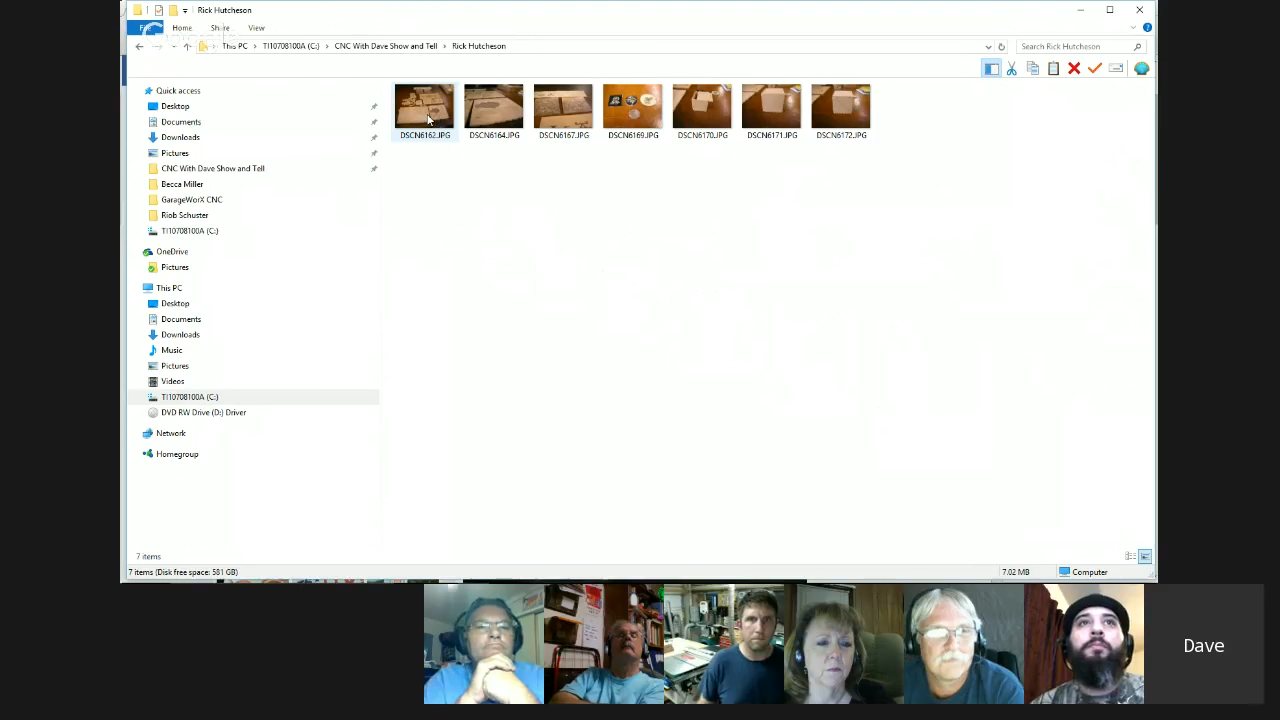 Rick Hutcheson
File Home Share View
This PC TI10708100A (C:) CNC With Dave Show and Tell Rick Hutcheson
Search Rick Hutcheson
Quick access
Desktop
Documents
Downloads
Pictures
CNC With Dave Show and Tell
Becca Miller
GarageWorX CNC
Riob Schuster
TI10708100A (C:)
OneDrive
Pictures
This PC
Desktop
Documents
Downloads
Music
Pictures
Videos
TI10708100A (C:)
DVD RW Drive (D:) Driver
Network
Homegroup
DSCN6162.JPG DSCN6164.JPG DSCN6167.JPG DSCN6169.JPG DSCN6170.JPG DSCN6171.JPG DSCN6172.JPG
7 items
7 items (Disk free space: 581 GB)
7.02 MB
Computer
Dave